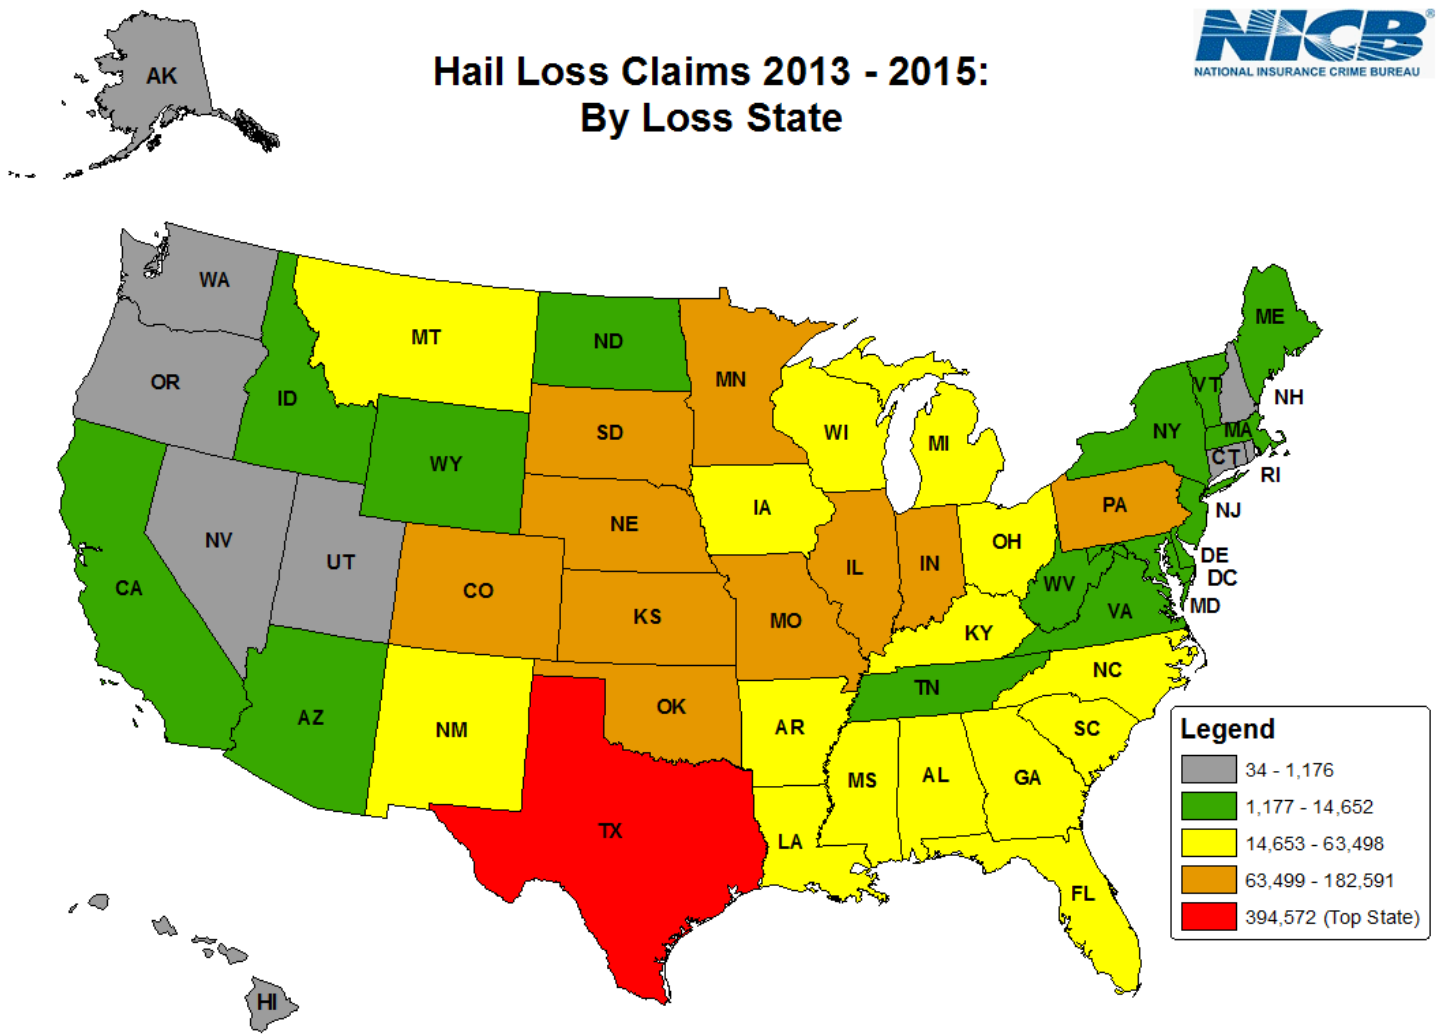 NICB®
NATIONAL INSURANCE CRIME BUREAU
Hail Loss Claims 2013 - 2015:
By Loss State
AK
WA
MT
ND
MN
ME
OR
ID
SD
WI
MI
VT
NH
NY
MA
WY
CT
RI
IA
PA
NJ
NE
NV
UT
OH
IL
IN
DE
DC
CA
CO
WV
MD
KS
MO
VA
KY
NC
TN
AZ
NM
OK
AR
SC
MS
AL
GA
TX
LA
FL
HI
Legend
34 - 1,176
1,177 - 14,652
14,653 - 63,498
63,499 - 182,591
394,572 (Top State)